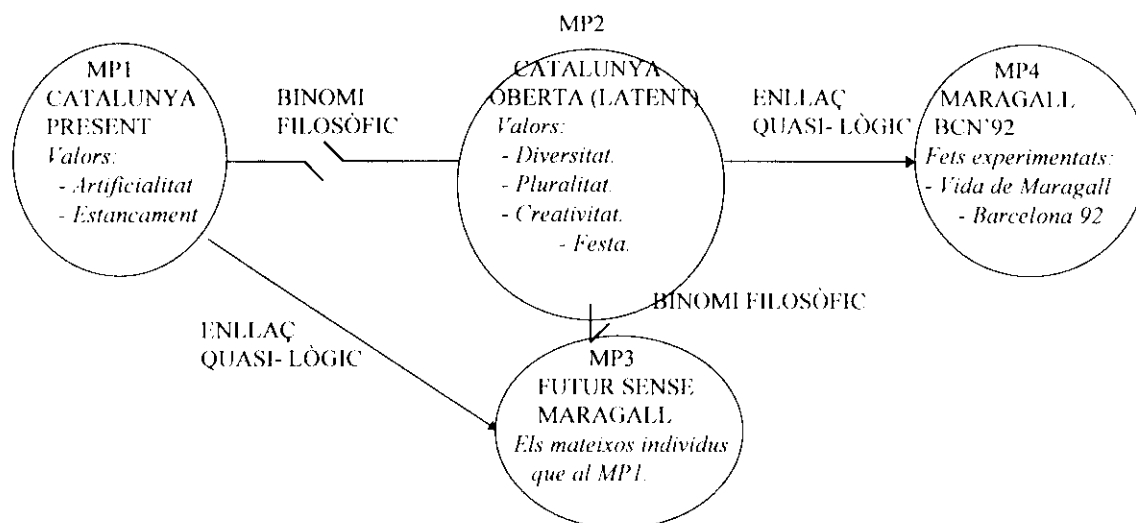 MP1
CATALUNYA
PRESENT
Valors:
- Artificialitat
- Estancament
BINOMI
FILOSÒFIC
MP2
CATALUNYA
OBERTA (LATENT)
Valors:
- Diversitat.
- Pluralitat.
- Creativitat.
- Festa.
ENLLAÇ
QUASI- LÒGIC
MP4
MARAGALL
BCN'92
Fets experimentats:
- Vida de Maragall
- Barcelona 92
BINOMI FILOSÒFIC
ENLLAÇ
QUASI- LÒGIC
MP3
FUTUR SENSE
MARAGALL
Els mateixos individus
que al MP1.